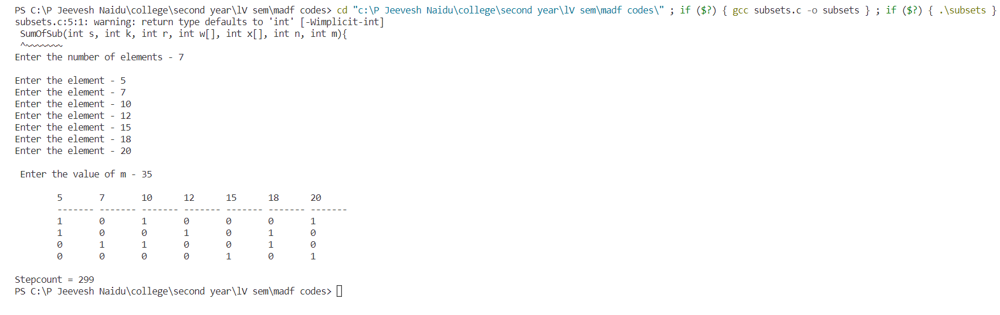 PS C:\P Jeevesh Naidu\college\second year\lV sem\madf codes> cd "c:\P Jeevesh Naidu\college\second year\lV sem\madf codes\" ; if ($?) { gcc subsets.c -o subsets } ; if ($?) { .\subsets }
subsets.c:5:1: warning: return type defaults to 'int' [-Wimplicit-int]
 SumOfSub(int s, int k, int r, int w[], int x[], int n, int m){
 ^~~~~~~~
Enter the number of elements - 7

Enter the element - 5
Enter the element - 7
Enter the element - 10
Enter the element - 12
Enter the element - 15
Enter the element - 18
Enter the element - 20

 Enter the value of m - 35

        5       7       10      12      15      18      20
        ------- ------- ------- ------- ------- ------- -------
        1       0       1       0       0       0       1
        1       0       0       1       0       1       0
        0       1       1       0       0       1       0
        0       0       0       0       1       0       1

Stepcount = 299
PS C:\P Jeevesh Naidu\college\second year\lV sem\madf codes>